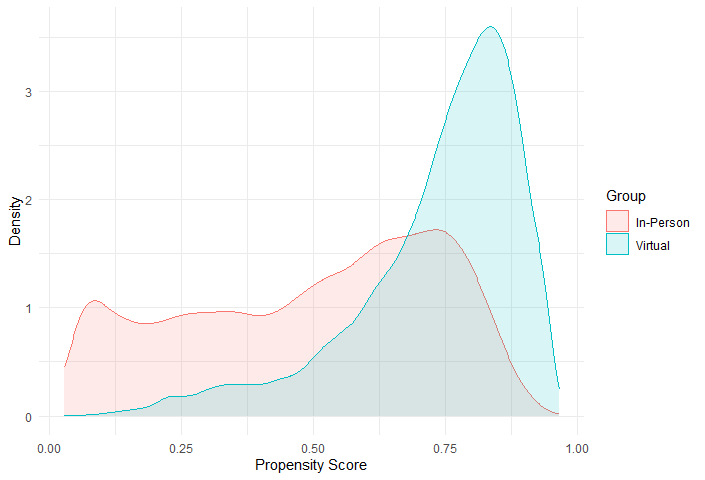 3
2
1
0
Density
0.00 0.25 0.50 0.75 1.00
Propensity Score
Group
In-Person
Virtual